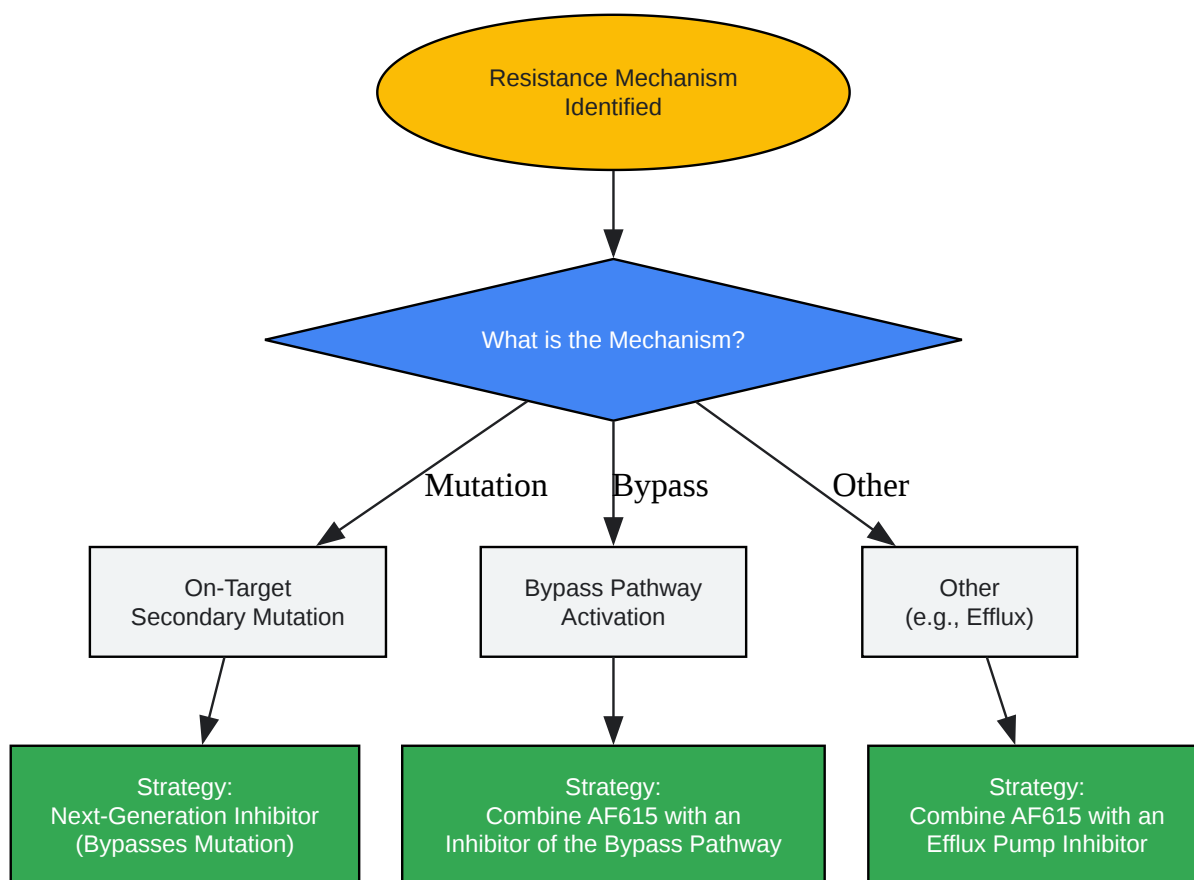 Resistance Mechanism
Identified
What is the Mechanism?
Mutation
Bypass
Other
On-Target
Secondary Mutation
Bypass Pathway
Activation
Other
(e.g., Efflux)
Strategy:
Next-Generation Inhibitor
(Bypasses Mutation)
Strategy:
Combine AF615 with an
Inhibitor of the Bypass Pathway
Strategy:
Combine AF615 with an
Efflux Pump Inhibitor